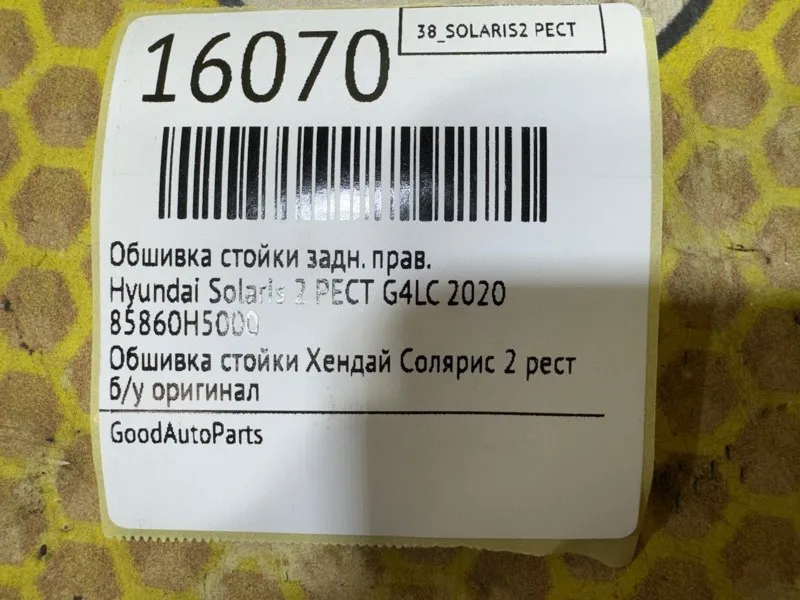 16070
38_SOLARIS2 РЕСТ
Обшивка стойки задн. прав.
Hyundai Solaris 2 РЕСТ G4LC 2020
85860H5000
Обшивка стойки Хендай Солярис 2 рест
б/у оригинал
GoodAutoParts